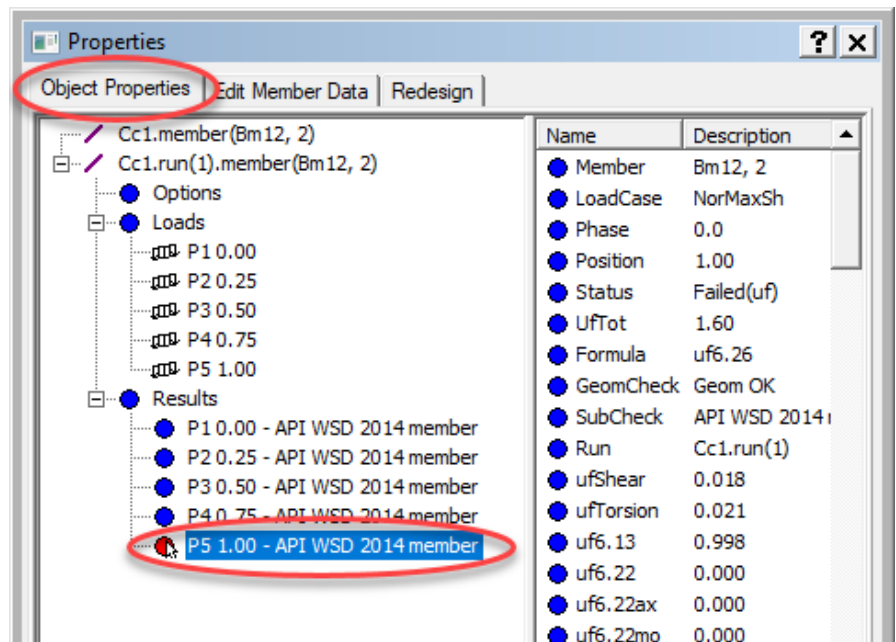 Properties ? X
Object Properties Edit Member Data Redesign
Cc1.member(Bm12, 2)
Cc1.run(1).member(Bm12, 2)
Options
Loads
P1 0.00
P2 0.25
P3 0.50
P4 0.75
P5 1.00
Results
P1 0.00 - API WSD 2014 member
P2 0.25 - API WSD 2014 member
P3 0.50 - API WSD 2014 member
P4 0.75 - API WSD 2014 member
P5 1.00 - API WSD 2014 member
Name Description
Member Bm12, 2
LoadCase NorMaxSh
Phase 0.0
Position 1.00
Status Failed(uf)
UfTot 1.60
Formula uf6.26
GeomCheck Geom OK
SubCheck API WSD 2014
Run Cc1.run(1)
ufShear 0.018
ufTorsion 0.021
uf6.13 0.998
uf6.22 0.000
uf6.22ax 0.000
uf6.22mo 0.000